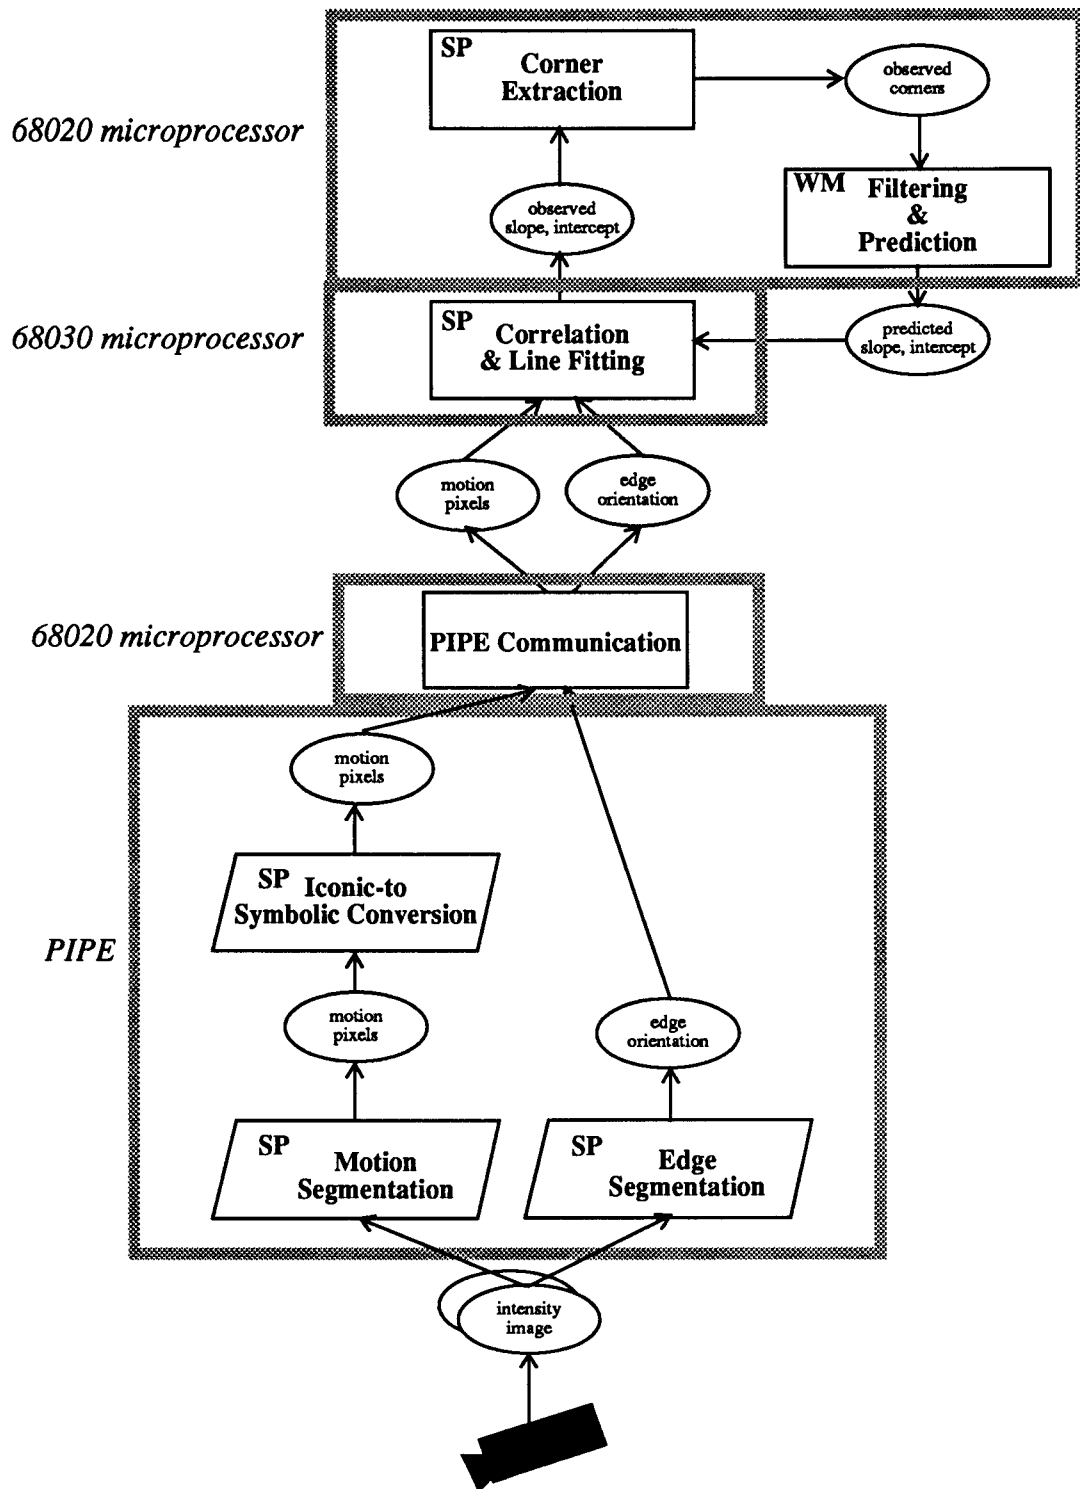 SP
Corner
Extraction
observed
corners
68020 microprocessor
WM
Filtering
&
Prediction
observed
slope, intercept
68030 microprocessor
SP
Correlation
& Line Fitting
predicted
slope, intercept
motion
pixels
edge
orientation
68020 microprocessor
PIPE Communication
motion
pixels
SP Iconic-to
Symbolic Conversion
PIPE
motion
pixels
edge
orientation
SP
Motion
Segmentation
SP
Edge
Segmentation
intensity
image